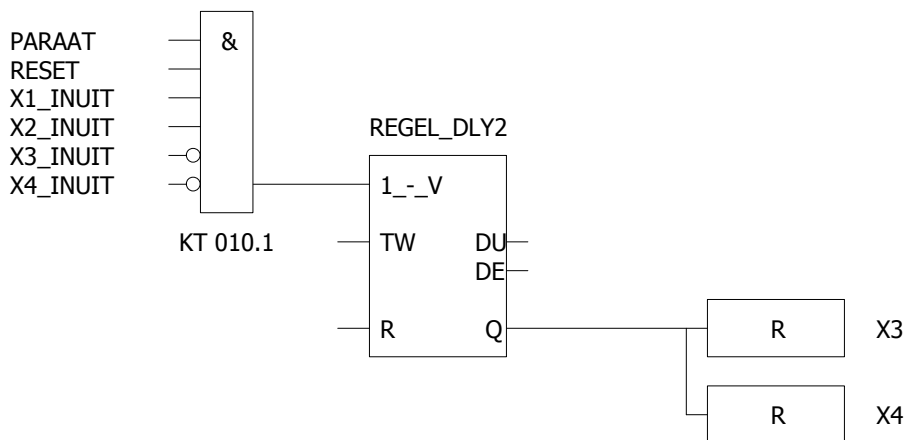 PARAAT
&
RESET
X1_INUIT
X2_INUIT
X3_INUIT
X4_INUIT
KT 010.1
REGEL_DLY2
1_-_V
TW
DU
DE
R
Q
R
X3
R
X4